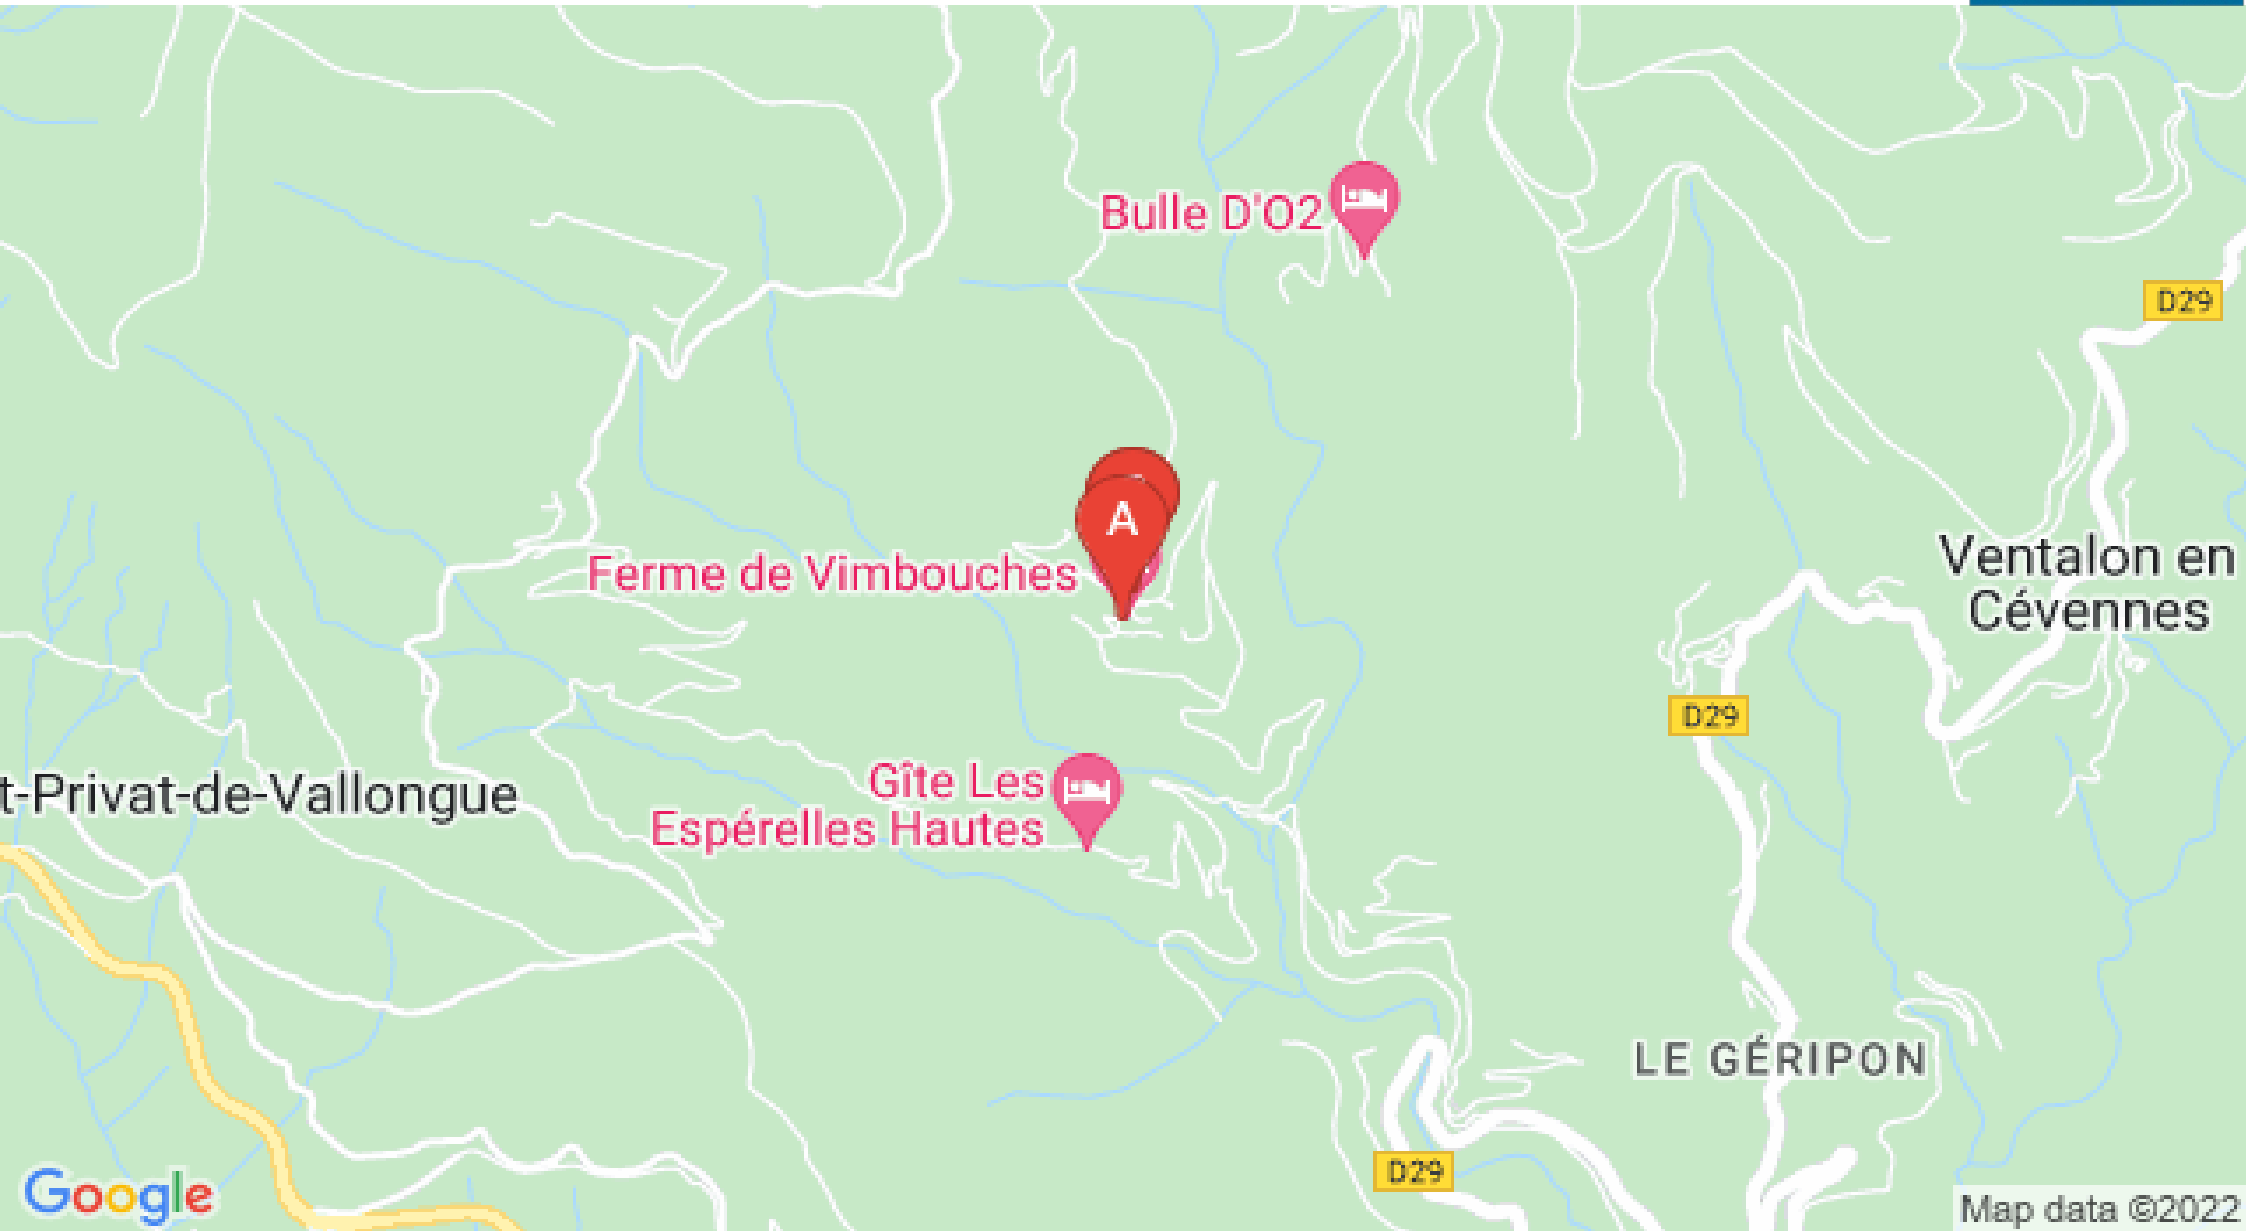 Bulle D'O2
D29
A
Ferme de Vimbouches
Ventalon en
Cévennes
D29
t-Privat-de-Vallongue
Gîte Les
Espérelles Hautes
LE GÉRIPON
D29
Google
Map data ©2022